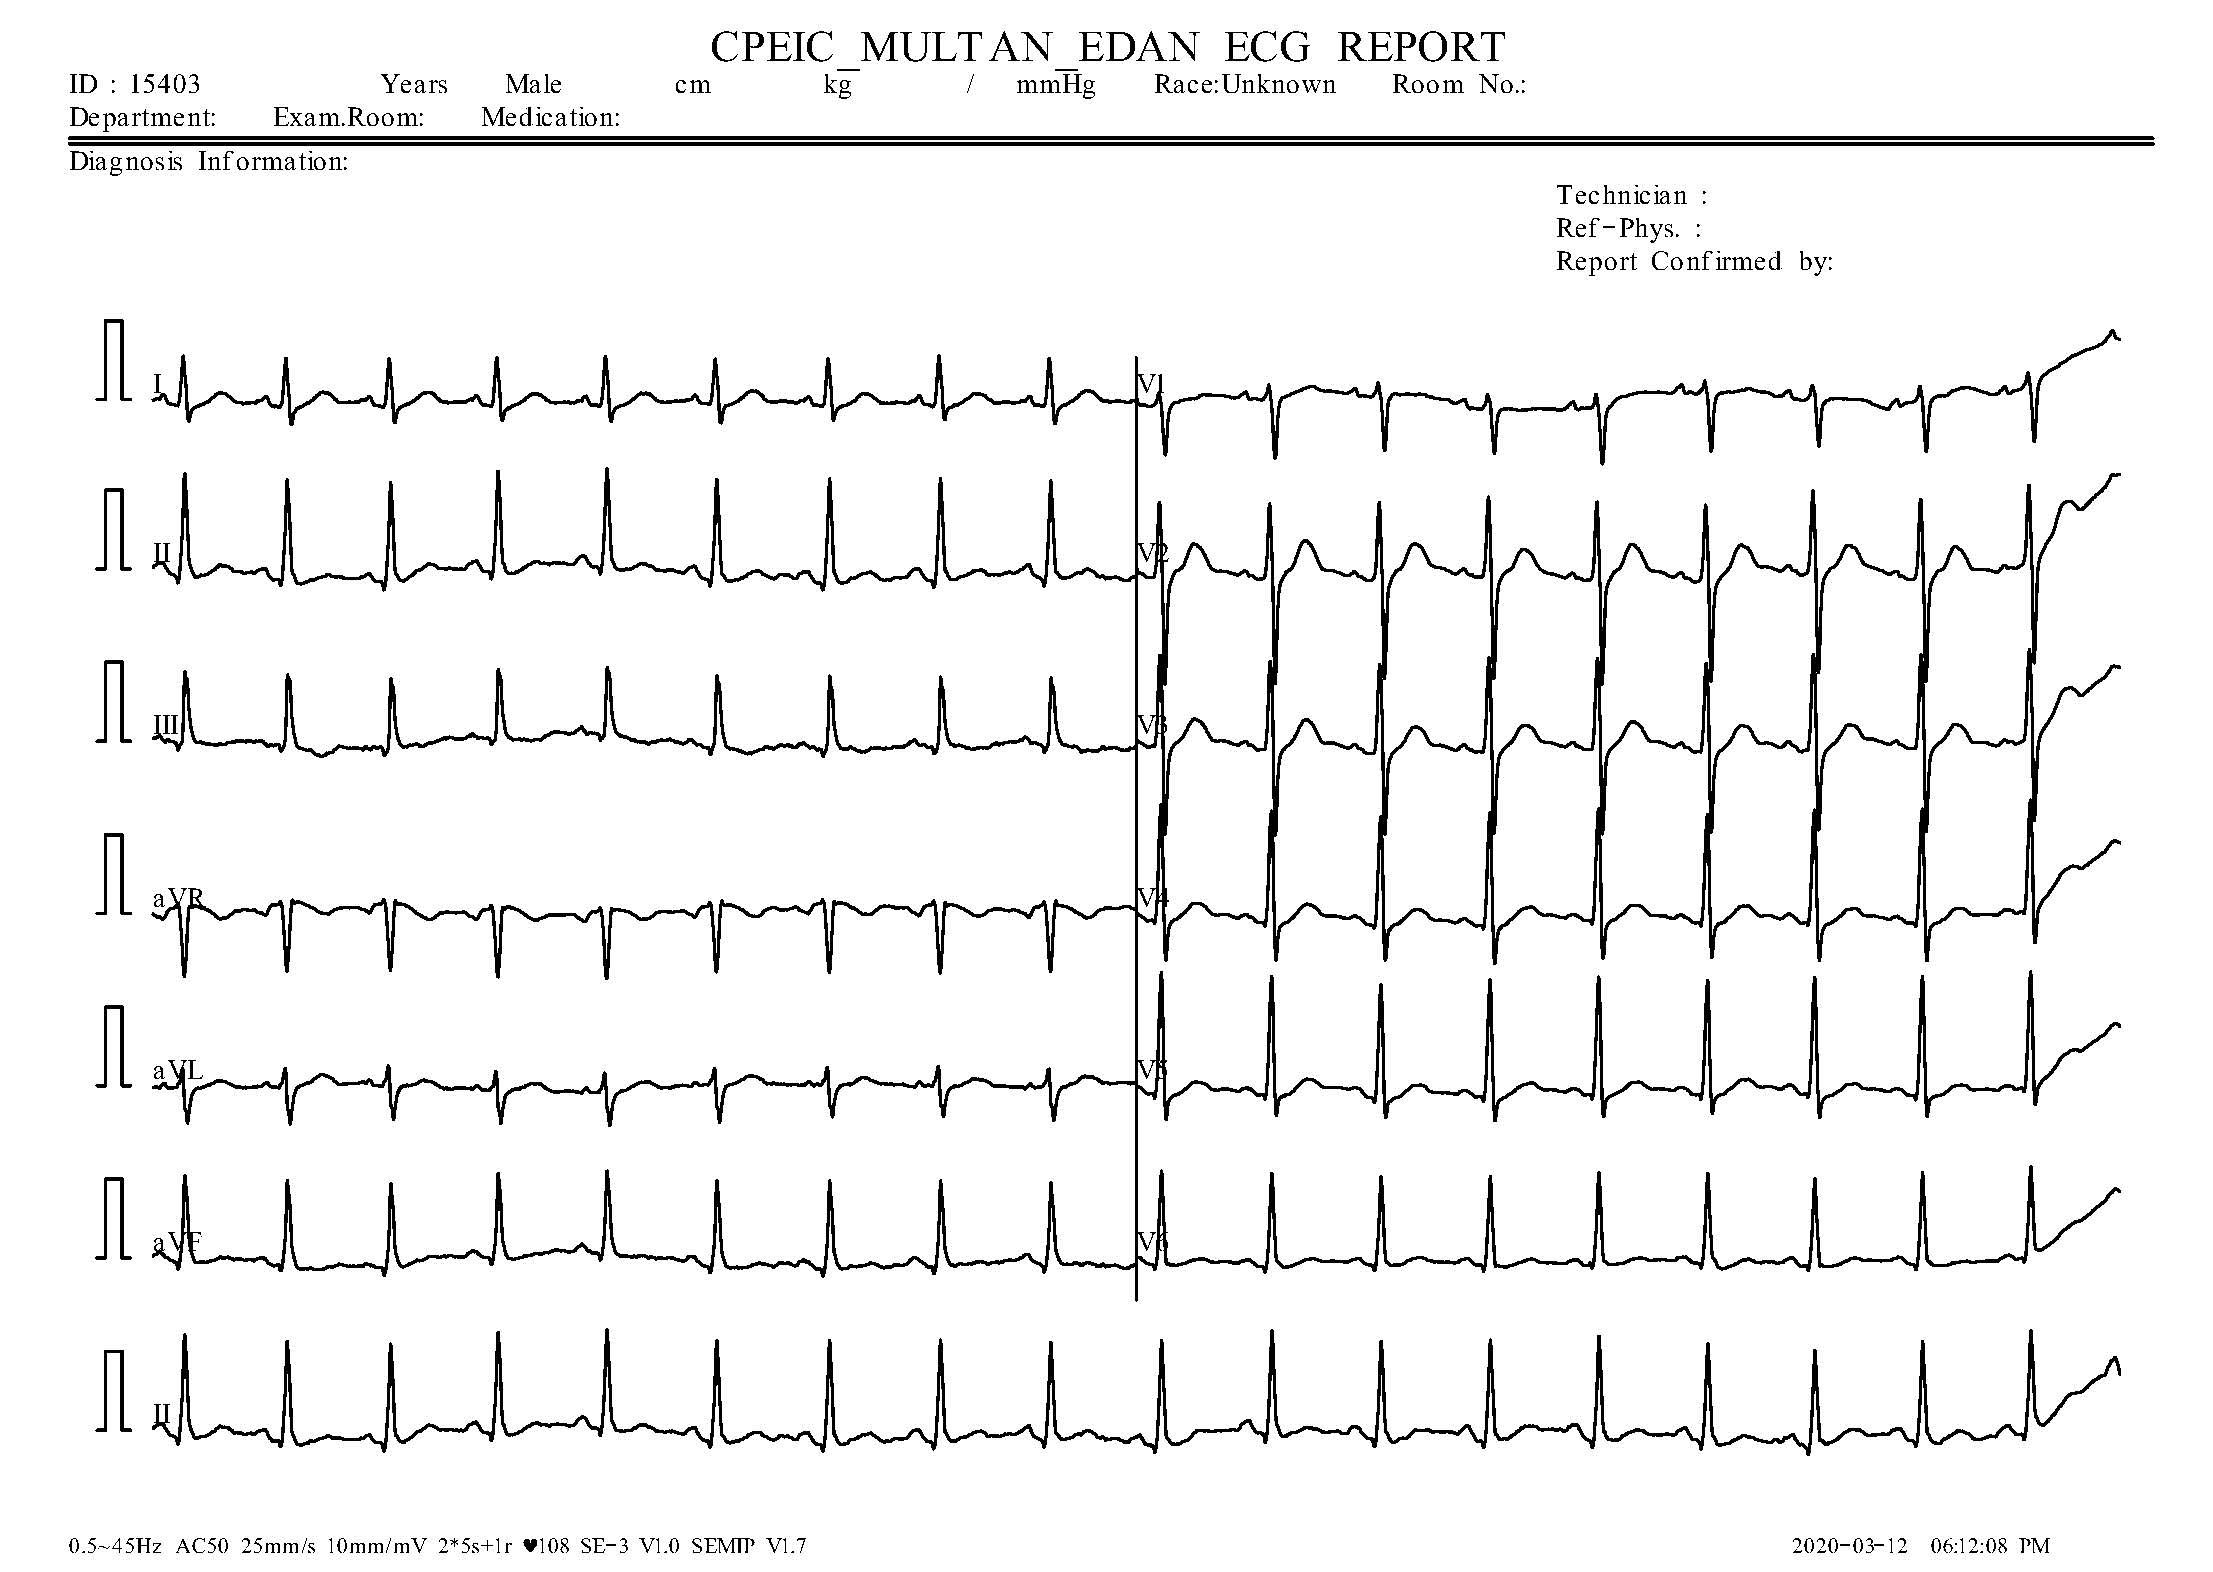 CPEIC_MULTAN_EDAN ECG REPORT
ID : 15403 Years Male cm kg / mmHg Race:Unknown Room No.:
Department: Exam.Room: Medication:
Diagnosis Information:
Technician :
Ref-Phys. :
Report Confirmed by:
I V1
II V2
III V3
aVR V4
aVL V5
aVF V6
II
0.5~45Hz AC50 25mm/s 10mm/mV 2*5s+1r ♥108 SE-3 V1.0 SEMIP V1.7 2020-03-12 06:12:08 PM